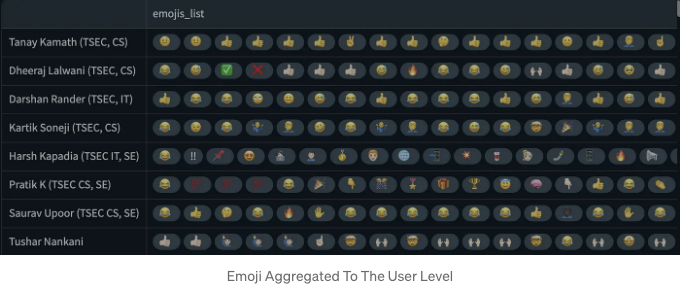 emojis_list
Tanay Kamath (TSEC, CS)
Dheeraj Lalwani (TSEC, CS)
Darshan Rander (TSEC, IT)
Kartik Soneji (TSEC, CS)
Harsh Kapadia (TSEC IT, SE)
Pratik K (TSEC CS, SE)
Saurav Upoor (TSEC CS, SE)
Tushar Nankani
Emoji Aggregated To The User Level